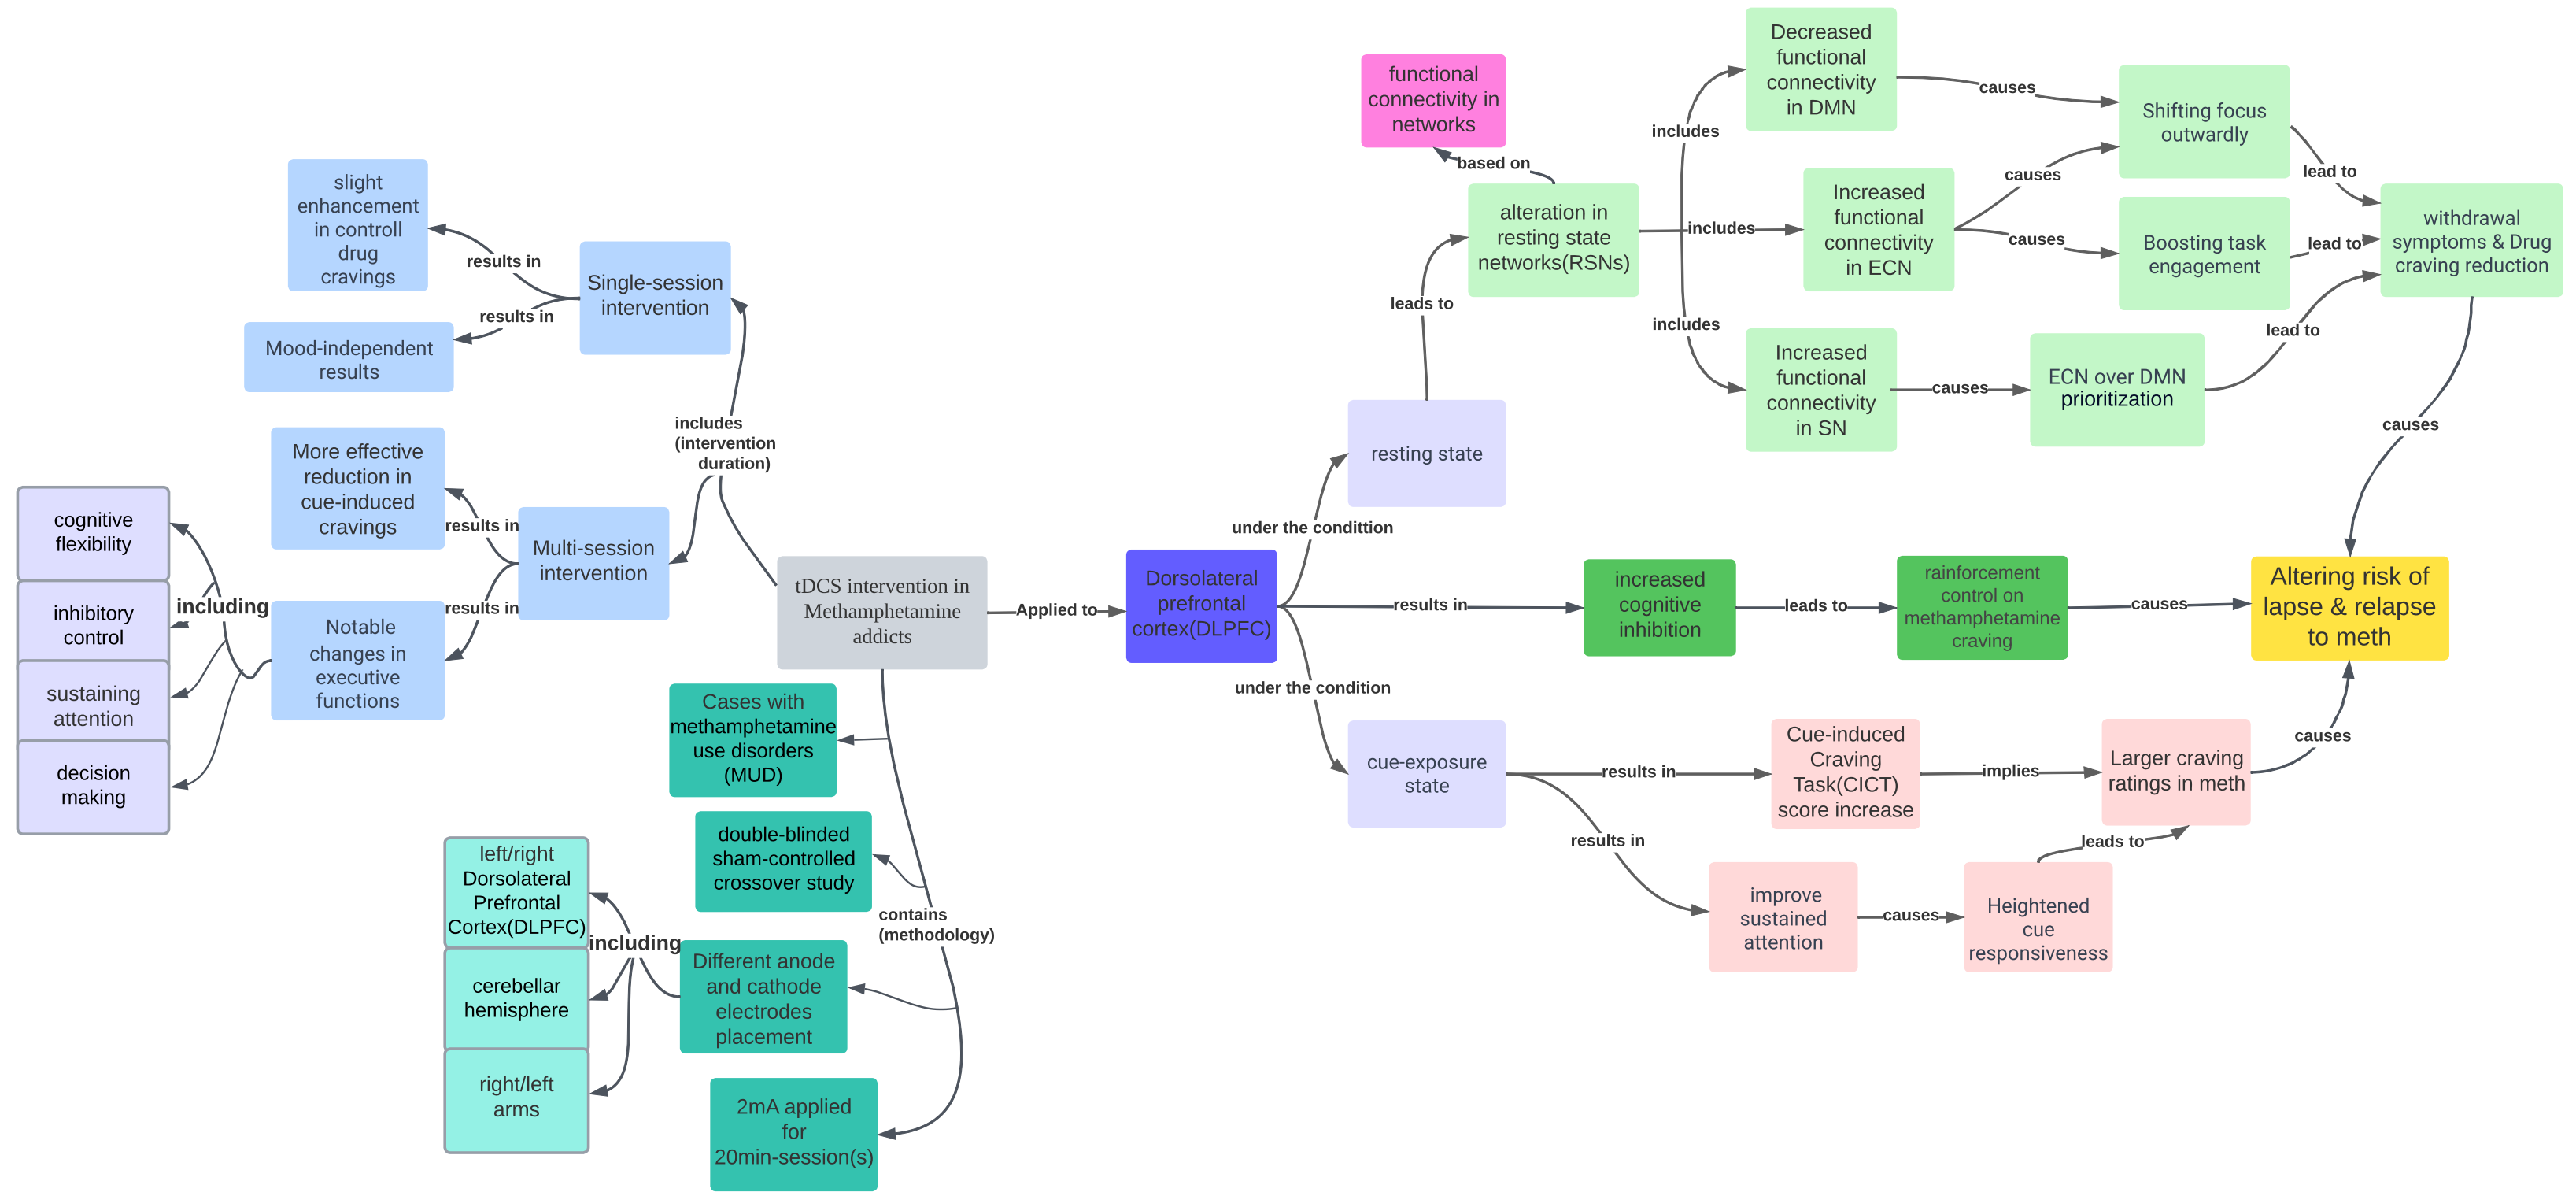 slight
enhancement
in controll
drug
cravings
results in
Mood-independent
results
results in
Single-session
intervention
includes
(intervention
duration)
More effective
reduction in
cue-induced
cravings
results in
Multi-session
intervention
results in
Notable
changes in
executive
functions
including
cognitive
flexibility
inhibitory
control
sustaining
attention
decision
making
tDCS intervention in
Methamphetamine
addicts
Cases with
methamphetamine
use disorders
(MUD)
double-blinded
sham-controlled
crossover study
contains
(methodology)
Different anode
and cathode
electrodes
placement
including
left/right
Dorsolateral
Prefrontal
Cortex(DLPFC)
cerebellar
hemisphere
right/left
arms
2mA applied
for
20min-session(s)
Applied to
Dorsolateral
prefrontal
cortex(DLPFC)
under the condittion
resting state
leads to
alteration in
resting state
networks(RSNs)
based on
functional
connectivity in
networks
includes
includes
includes
Decreased
functional
connectivity
in DMN
causes
Shifting focus
outwardly
lead to
Increased
functional
connectivity
in ECN
causes
causes
Boosting task
engagement
lead to
Increased
functional
connectivity
in SN
causes
ECN over DMN
prioritization
lead to
withdrawal
symptoms & Drug
craving reduction
causes
results in
increased
cognitive
inhibition
leads to
rainforcement
control on
methamphetamine
craving
causes
Altering risk of
lapse & relapse
to meth
under the condition
cue-exposure
state
results in
Cue-induced
Craving
Task(CICT)
score increase
implies
Larger craving
ratings in meth
causes
results in
improve
sustained
attention
causes
Heightened
cue
responsiveness
leads to